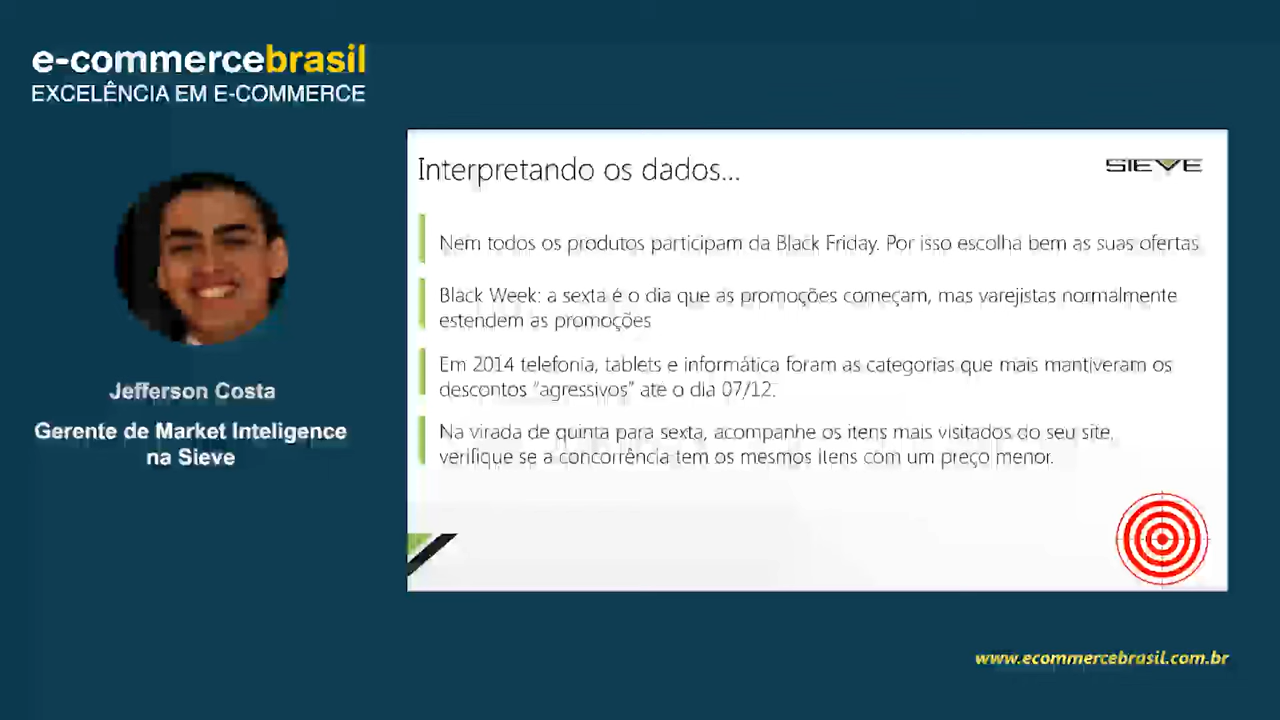 e-commercebrasil
EXCELÊNCIA EM E-COMMERCE
Jefferson Costa
Gerente de Market Inteligence
na Sieve
Interpretando os dados...
SIEVE
Nem todos os produtos participam da Black Friday. Por isso escolha bem as suas ofertas
Black Week: a sexta é o dia que as promoções começam, mas varejistas normalmente
estendem as promoções
Em 2014 telefonia, tablets e informática foram as categorias que mais mantiveram os
descontos “agressivos” até o dia 07/12.
Na virada de quinta para sexta, acompanhe os itens mais visitados do seu site,
verifique se a concorrência tem os mesmos itens com um preço menor.
www.ecommercebrasil.com.br